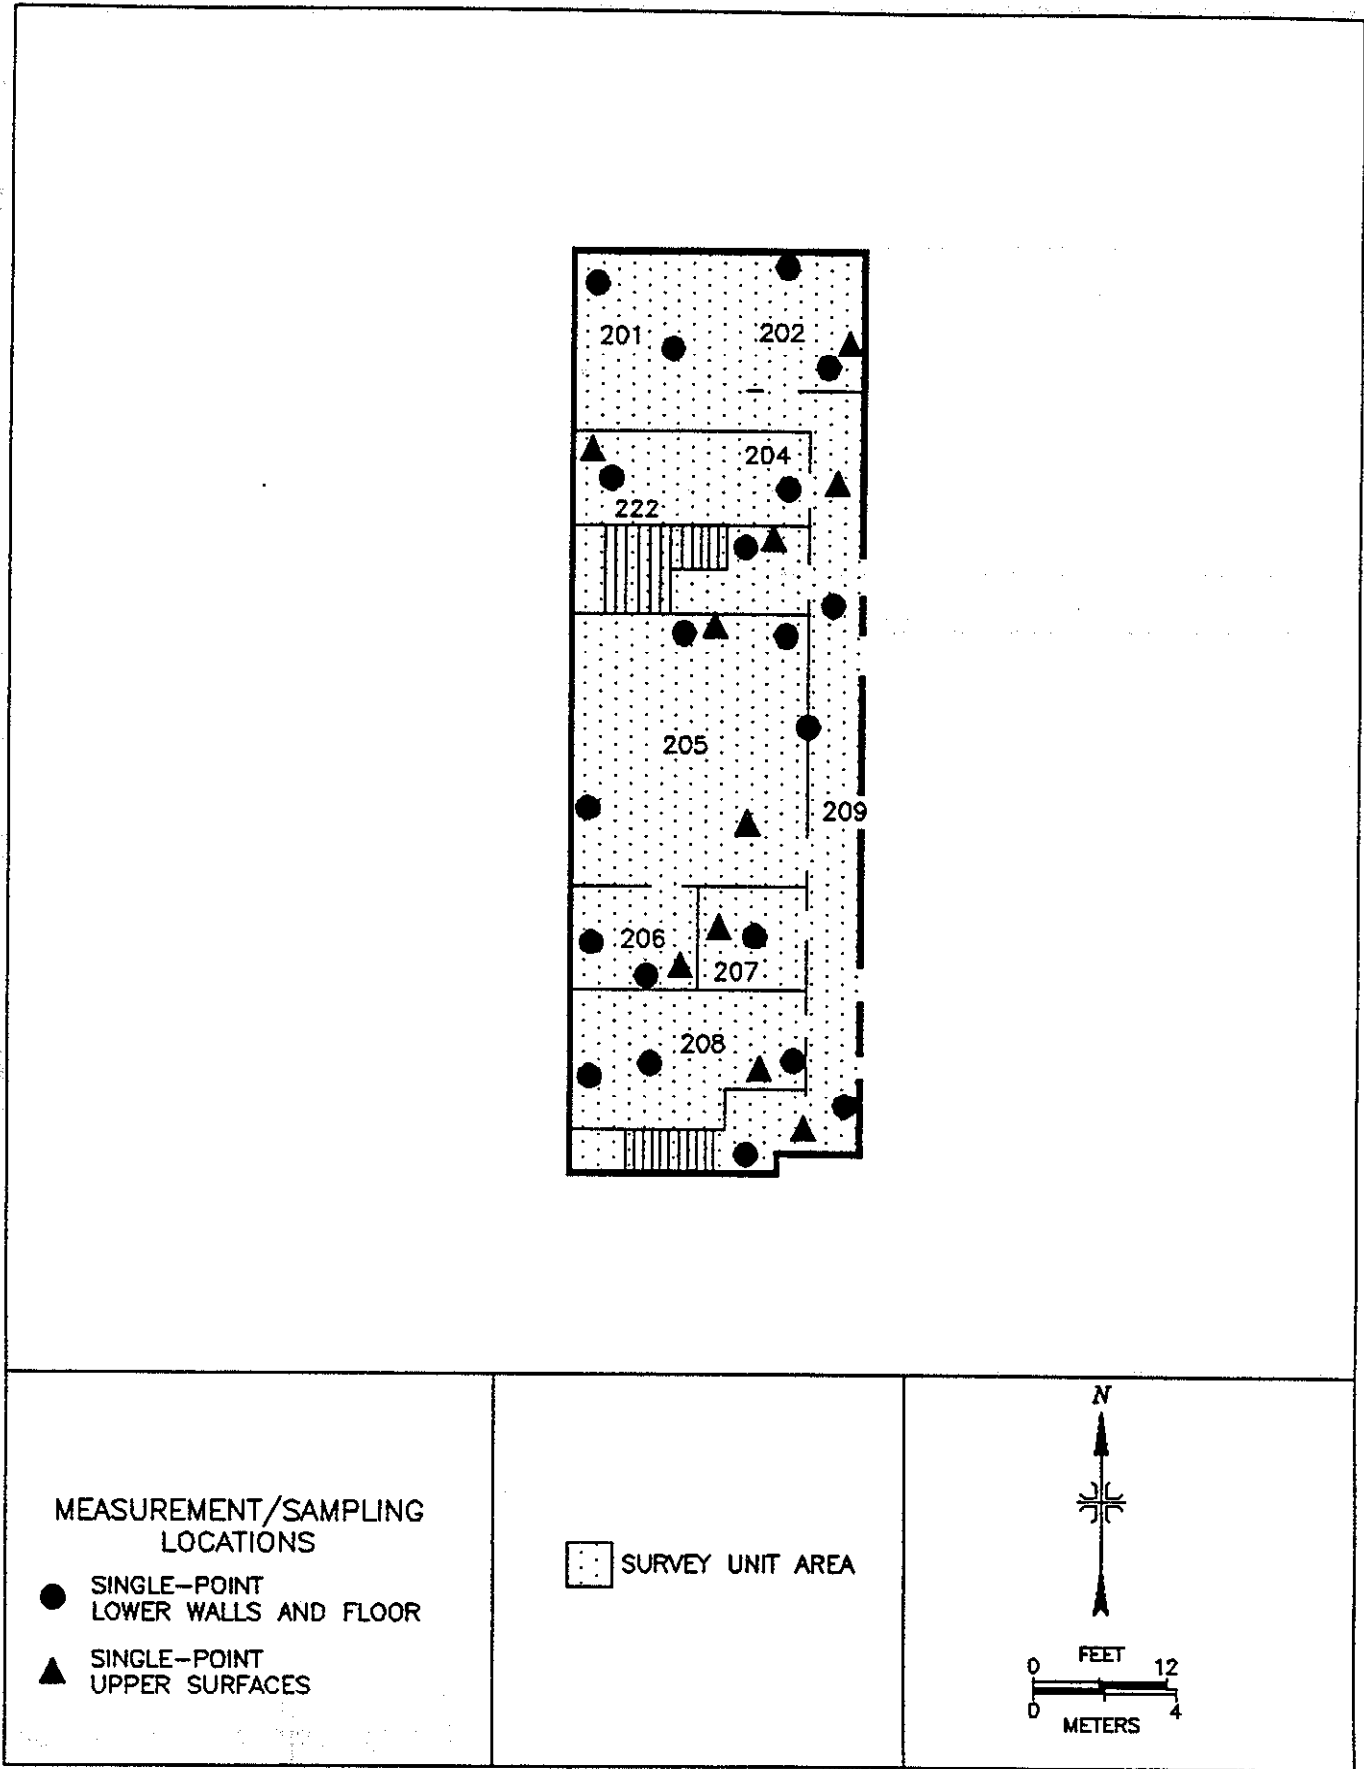 201
202
204
222
205
209
206
207
208
MEASUREMENT/SAMPLING
LOCATIONS
SINGLE-POINT
LOWER WALLS AND FLOOR
SINGLE-POINT
UPPER SURFACES
SURVEY UNIT AREA
N
FEET
0 12
0 4
METERS